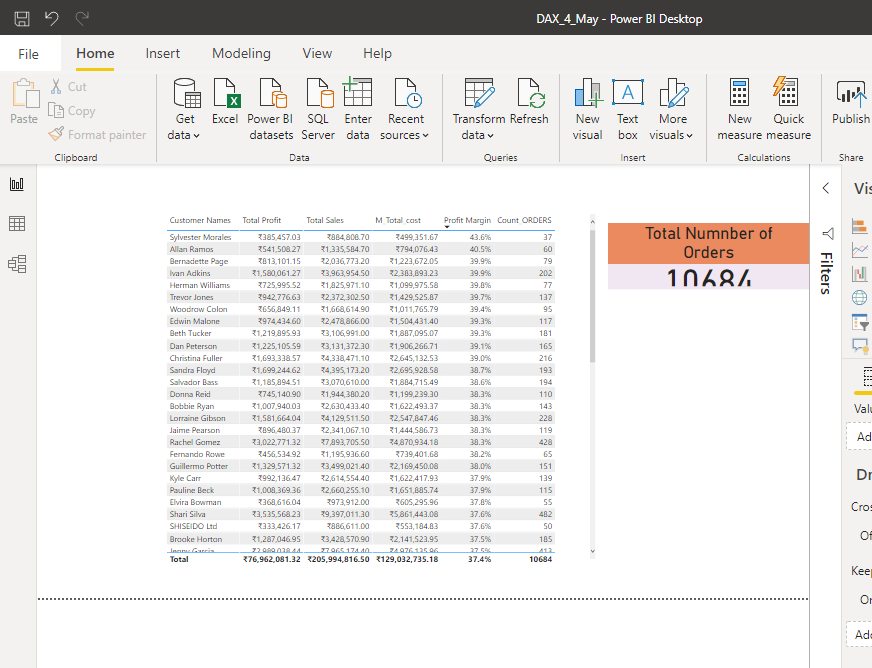 DAX_4_May - Power BI Desktop
File Home Insert Modeling View Help
Paste
Cut
Copy
Format painter
Get data
Excel
Power BI datasets
SQL Server
Enter data
Recent sources
Transform data
Refresh
New visual
Text box
More visuals
New measure
Quick measure
Publish
Clipboard Data Queries Insert Calculations Share
Customer Names Total Profit Total Sales M_Total_cost Profit Margin Count_ORDERS
Sylvester Morales ₹385,457.03 ₹884,808.70 ₹499,351.67 43.6% 37
Allan Ramos ₹541,508.27 ₹1,335,584.70 ₹794,076.43 40.5% 60
Bernadette Page ₹813,101.15 ₹2,036,773.20 ₹1,223,672.05 39.9% 79
Ivan Adkins ₹1,580,061.27 ₹3,963,954.50 ₹2,383,893.23 39.9% 202
Herman Williams ₹725,995.52 ₹1,825,971.10 ₹1,099,975.58 39.8% 77
Trevor Jones ₹942,776.63 ₹2,372,302.50 ₹1,429,525.87 39.7% 137
Woodrow Colon ₹656,849.11 ₹1,668,614.90 ₹1,011,765.79 39.4% 95
Edwin Malone ₹974,434.60 ₹2,478,866.00 ₹1,504,431.40 39.3% 117
Beth Tucker ₹1,219,895.93 ₹3,106,991.00 ₹1,887,095.07 39.3% 181
Dan Peterson ₹1,225,105.59 ₹3,131,372.30 ₹1,906,266.71 39.1% 165
Christina Fuller ₹1,693,338.57 ₹4,338,471.10 ₹2,645,132.53 39.0% 216
Sandra Floyd ₹1,699,244.62 ₹4,395,173.20 ₹2,695,928.58 38.7% 193
Salvador Bass ₹1,185,894.51 ₹3,070,610.00 ₹1,884,715.49 38.6% 194
Donna Reid ₹745,140.90 ₹1,944,380.20 ₹1,199,239.30 38.3% 110
Bobbie Ryan ₹1,007,940.03 ₹2,630,433.40 ₹1,622,493.37 38.3% 143
Lorraine Gibson ₹1,581,664.04 ₹4,129,511.50 ₹2,547,847.46 38.3% 228
Jaime Pearson ₹896,480.37 ₹2,341,067.10 ₹1,444,586.73 38.3% 119
Rachel Gomez ₹3,022,771.32 ₹7,893,705.50 ₹4,870,934.18 38.3% 428
Fernando Rowe ₹456,534.92 ₹1,195,936.60 ₹739,401.68 38.2% 65
Guillermo Potter ₹1,329,571.32 ₹3,499,021.40 ₹2,169,450.08 38.0% 151
Kyle Carr ₹992,136.47 ₹2,614,554.40 ₹1,622,417.93 37.9% 139
Pauline Beck ₹1,008,369.36 ₹2,660,255.10 ₹1,651,885.74 37.9% 115
Elvira Bowman ₹368,616.04 ₹973,912.00 ₹605,295.96 37.8% 55
Shari Silva ₹3,535,568.23 ₹9,397,011.30 ₹5,861,443.08 37.6% 482
SHISEIDO Ltd ₹333,426.17 ₹886,611.00 ₹553,184.83 37.6% 50
Brooke Horton ₹1,287,046.95 ₹3,428,570.90 ₹2,141,523.95 37.5% 185
Jenny Garcia ₹2,989,038.44 ₹7,965,174.40 ₹4,976,135.96 37.5% 413
Total ₹76,962,081.32 ₹205,994,816.50 ₹129,032,735.18 37.4% 10684
Total Numnber of
Orders
10684
Filters
Vis
Valu
Ad
Dr
Cros
Of
Keep
Or
Add